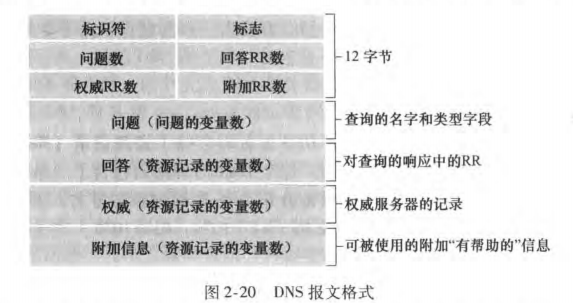 标识符 标志
问题数 回答RR数 12 字节
权威RR数 附加RR数
问题（问题的变量数） 查询的名字和类型字段
回答（资源记录的变量数） 对查询的响应中的RR
权威（资源记录的变量数） 权威服务器的记录
附加信息（资源记录的变量数） 可被使用的附加“有帮助的”信息
图 2-20 DNS 报文格式